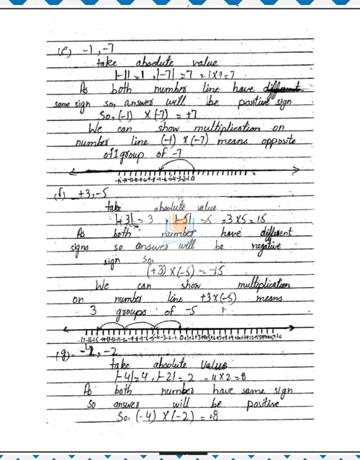 (e) -1, -7
take absolute value
|-1| = 1, |-7| = 7 = 1×7 = 7
As both number line have different
same sign so, answer will be positive sign
So, (-1) × (-7) = +7
We can show multiplication on
number line (-1) × (-7) means opposite
of 1 group of -7
(f) +3, -5
take absolute value
|+3| = 3, |-5| = 5 = 3×5 = 15
As both number have different
signs so answer will be negative
sign So,
(+3) × (-5) = -15
We can show multiplication
on number line +3×(-5) means
3 groups of -5
(g) -2, -2
take absolute value
|-4| = 4, |-2| = 2 = 4×2 = 8
As both number have same sign
So answer will be positive
So, (-4) × (-2) = +8